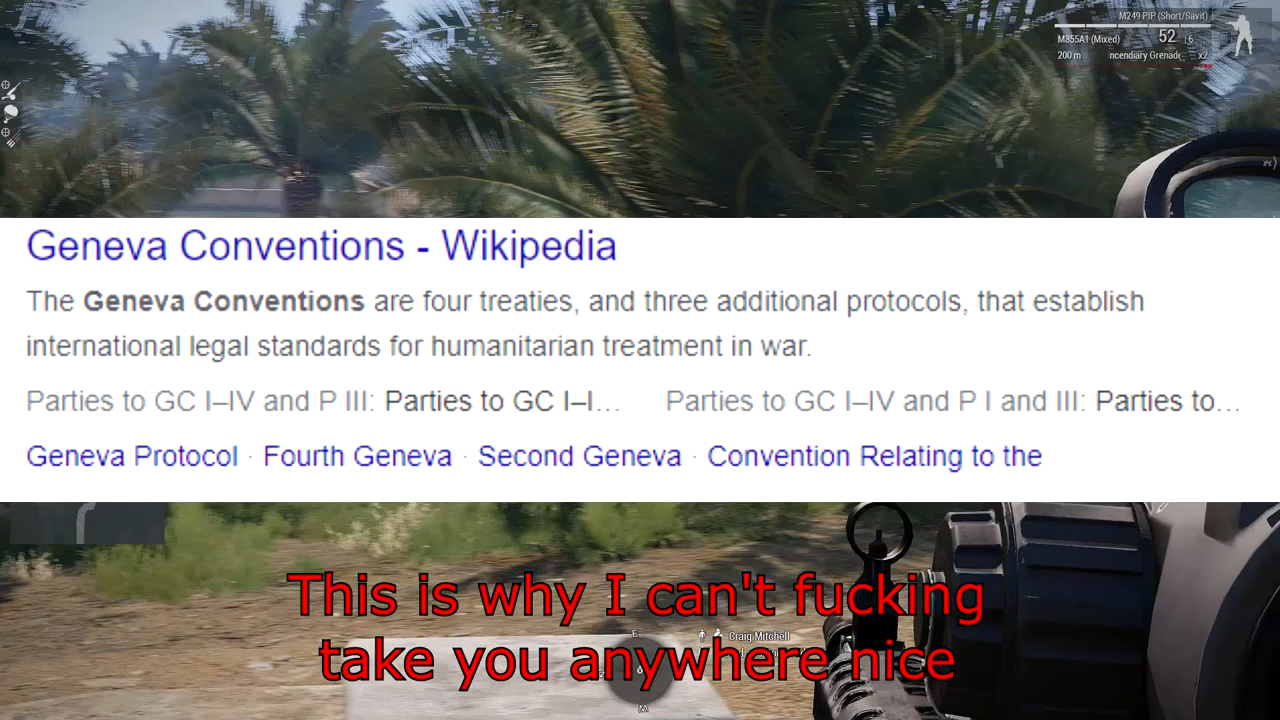 M249 PIP (Short/Savit)
M855A1 (Mixed) 52 6
200 m ncendiary Grenade x2
Geneva Conventions - Wikipedia
The Geneva Conventions are four treaties, and three additional protocols, that establish
international legal standards for humanitarian treatment in war.
Parties to GC I–IV and P III: Parties to GC I–I... Parties to GC I–IV and P I and III: Parties to...
Geneva Protocol · Fourth Geneva · Second Geneva · Convention Relating to the
This is why I can't fucking
E Craig Mitchell
take you anywhere nice